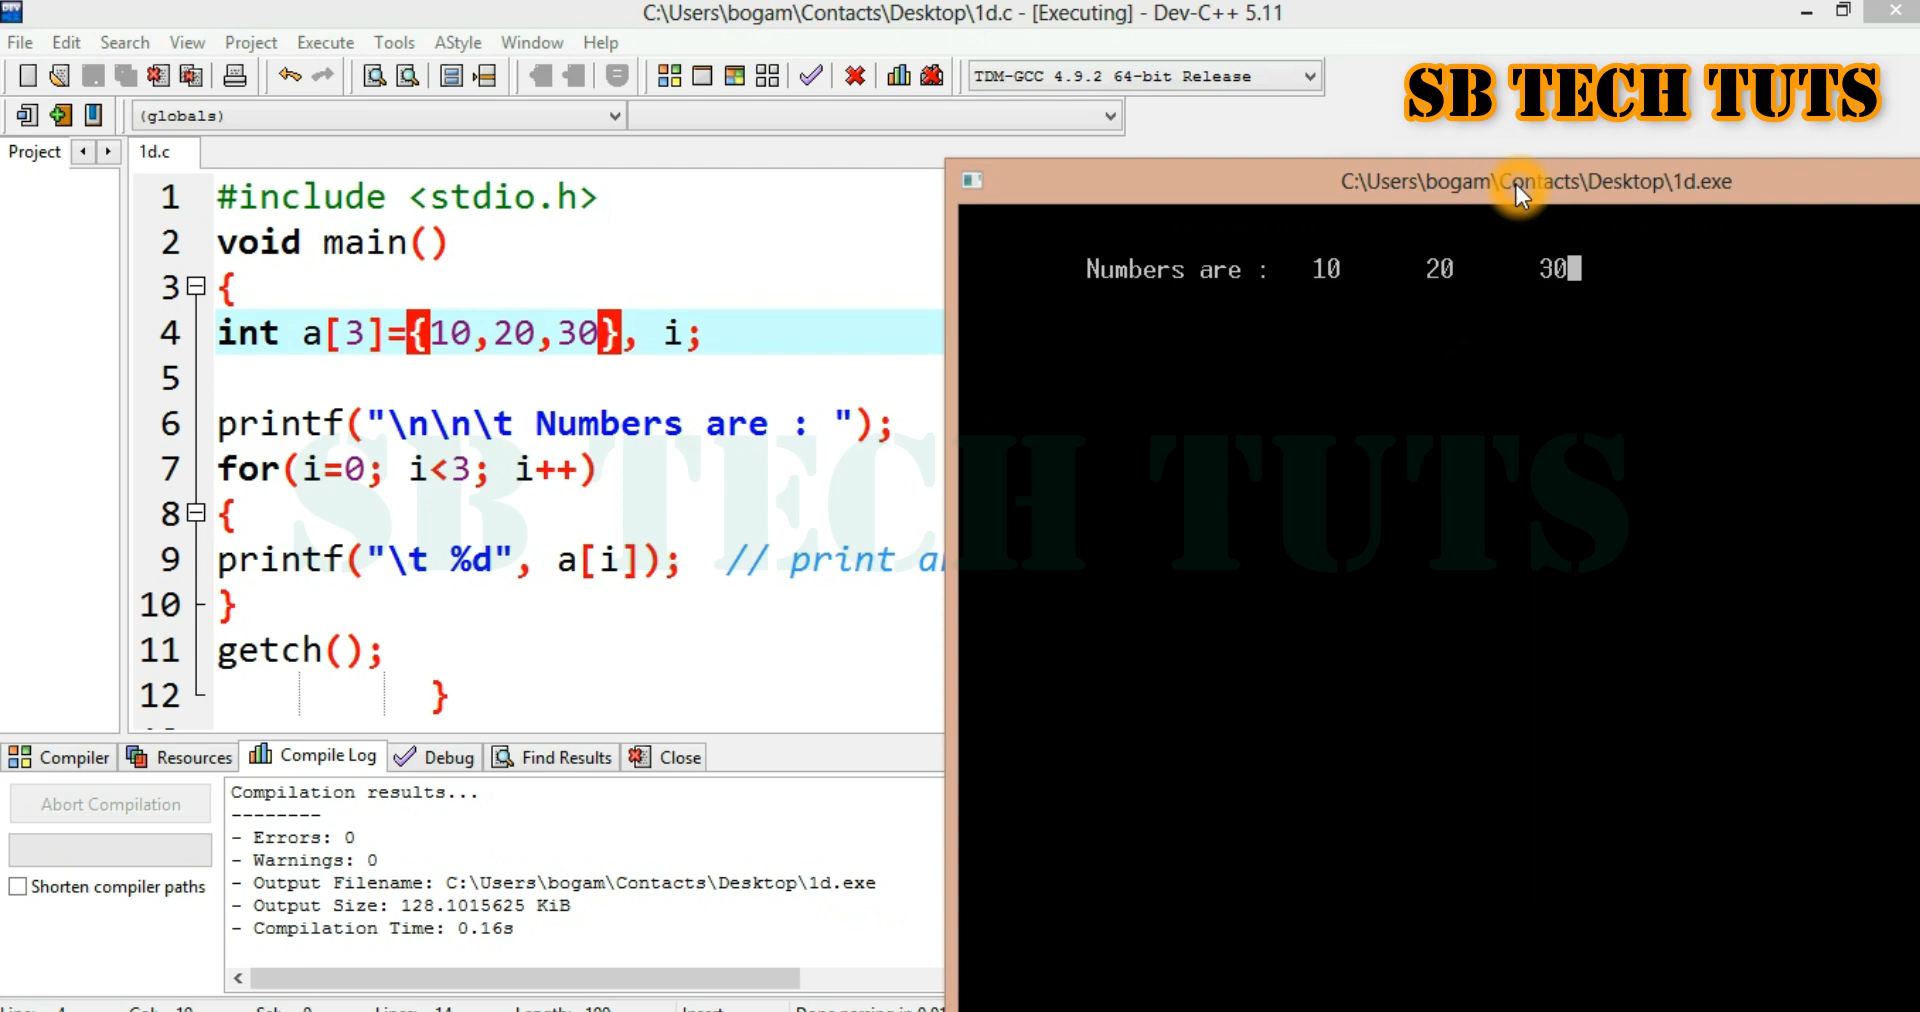 C:\Users\bogam\Contacts\Desktop\1d.c - [Executing] - Dev-C++ 5.11
File Edit Search View Project Execute Tools AStyle Window Help
TDM-GCC 4.9.2 64-bit Release
SB TECH TUTS
(globals)
Project 1d.c
C:\Users\bogam\Contacts\Desktop\1d.exe
1 #include <stdio.h>
2 void main()
3 {
4 int a[3]={10,20,30}, i;
5
6 printf("\n\n\t Numbers are : ");
7 for(i=0; i<3; i++)
8 {
9 printf("\t %d", a[i]); // print
10 }
11 getch();
12 }
Numbers are : 10 20 30
SB TECH TUTS
Compiler Resources Compile Log Debug Find Results Close
Abort Compilation
Shorten compiler paths
Compilation results...
--------
- Errors: 0
- Warnings: 0
- Output Filename: C:\Users\bogam\Contacts\Desktop\1d.exe
- Output Size: 128.1015625 KiB
- Compilation Time: 0.16s